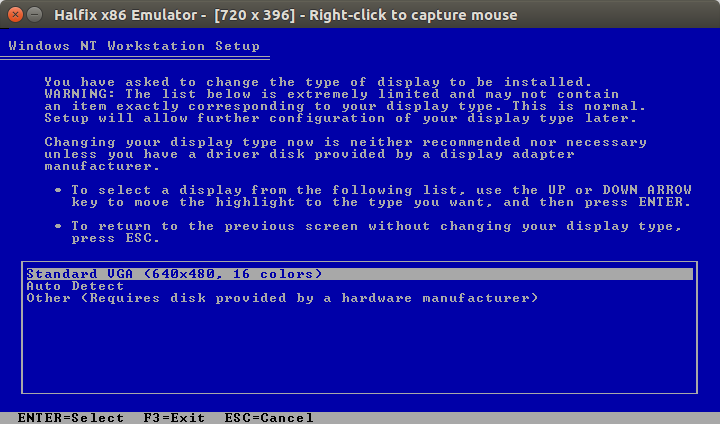 Halfix x86 Emulator - [720 x 396] - Right-click to capture mouse
Windows NT Workstation Setup
You have asked to change the type of display to be installed.
WARNING: The list below is extremely limited and may not contain
an item exactly corresponding to your display type. This is normal.
Setup will allow further configuration of your display type later.
Changing your display type now is neither recommended nor necessary
unless you have a driver disk provided by a display adapter
manufacturer.
• To select a display from the following list, use the UP or DOWN ARROW
key to move the highlight to the type you want, and then press ENTER.
• To return to the previous screen without changing your display type,
press ESC.
Standard VGA (640x480, 16 colors)
Auto Detect
Other (Requires disk provided by a hardware manufacturer)
ENTER=Select F3=Exit ESC=Cancel